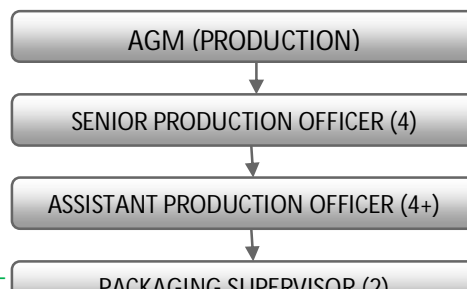 AGM (PRODUCTION)
SENIOR PRODUCTION OFFICER (4)
ASSISTANT PRODUCTION OFFICER (4+)
PACKAGING SUPERVISOR (2)